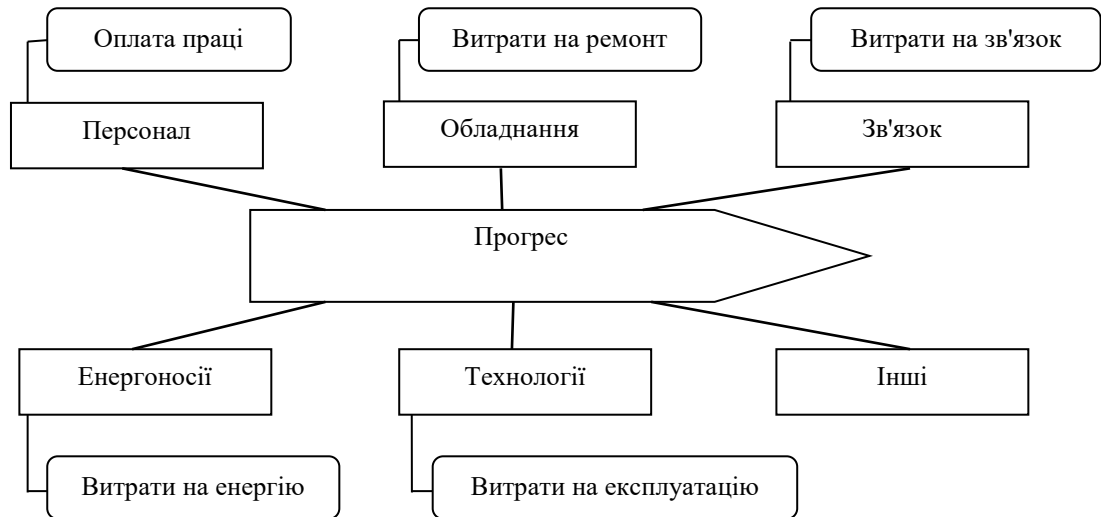 Оплата праці
Витрати на ремонт
Витрати на зв'язок
Персонал
Обладнання
Зв'язок
Прогрес
Енергоносії
Технології
Інші
Витрати на енергію
Витрати на експлуатацію